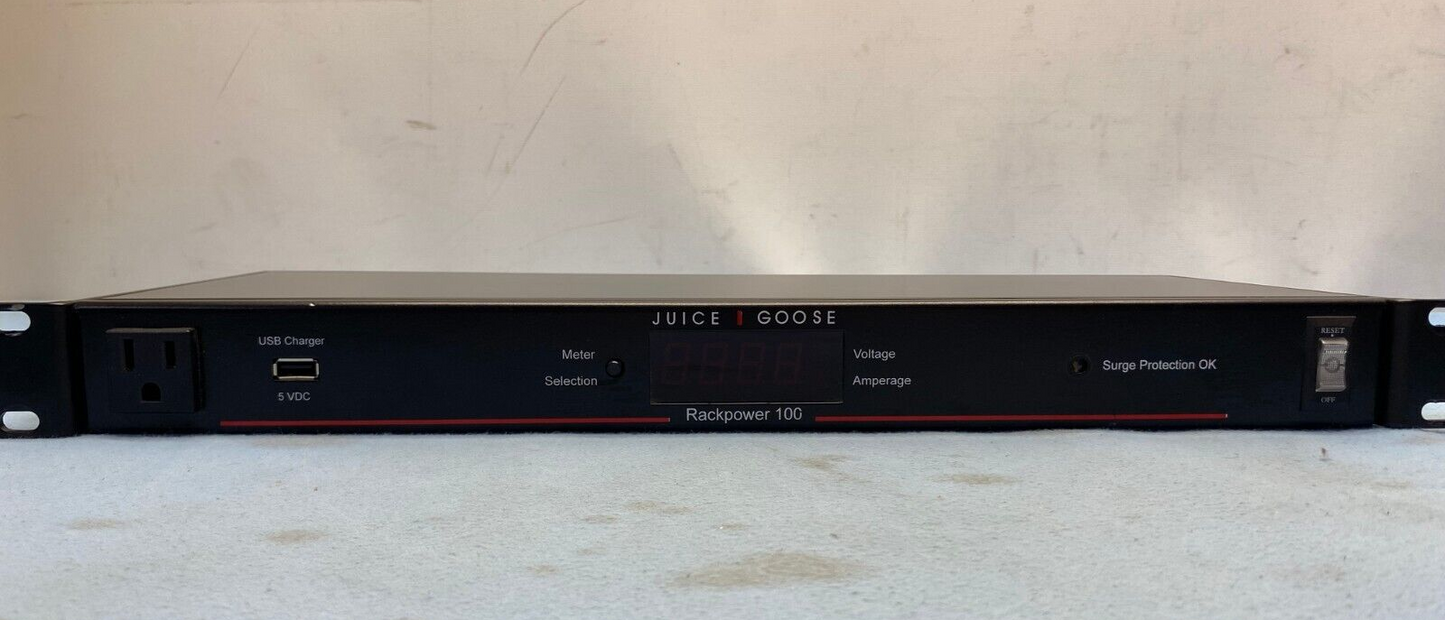 JUICE GOOSE
USB Charger
5 VDC
Meter
Selection
Voltage
Amperage
Surge Protection OK
RESET
OFF
Rackpower 100